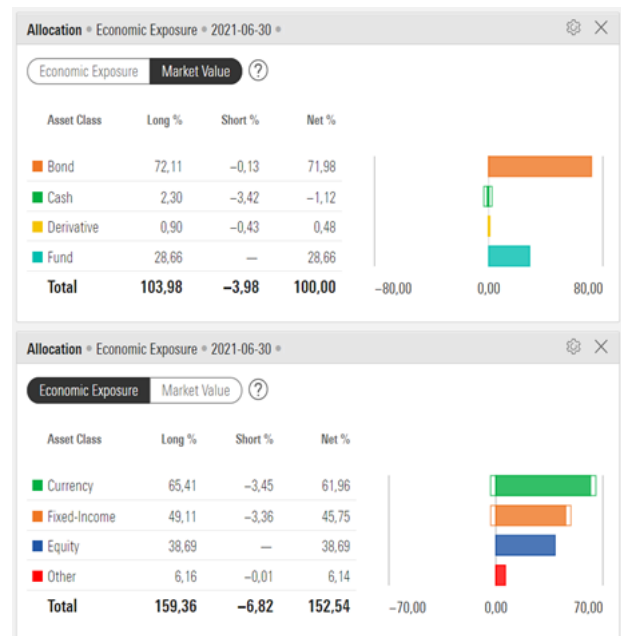 Allocation • Economic Exposure • 2021-06-30 •
Economic Exposure Market Value ?
Asset Class Long % Short % Net %
Bond 72,11 −0,13 71,98
Cash 2,30 −3,42 −1,12
Derivative 0,90 −0,43 0,48
Fund 28,66 — 28,66
Total 103,98 −3,98 100,00 −80,00 0,00 80,00
Allocation • Economic Exposure • 2021-06-30 •
Economic Exposure Market Value ?
Asset Class Long % Short % Net %
Currency 65,41 −3,45 61,96
Fixed-Income 49,11 −3,36 45,75
Equity 38,69 — 38,69
Other 6,16 −0,01 6,14
Total 159,36 −6,82 152,54 −70,00 0,00 70,00